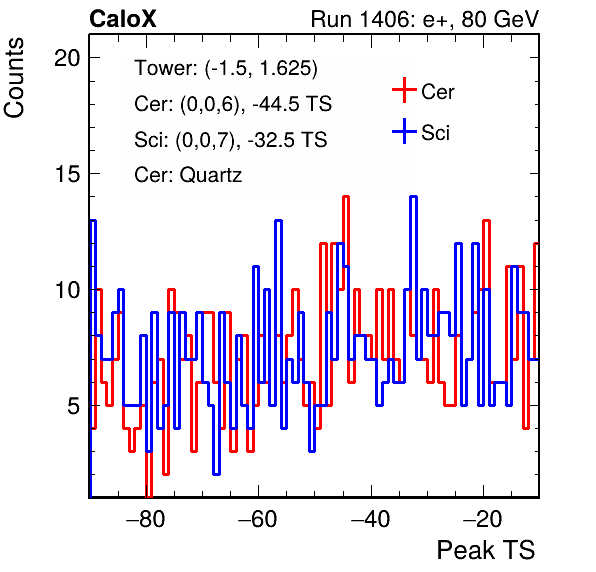 CaloX Run 1406: e+, 80 GeV
Counts
Tower: (-1.5, 1.625)
Cer: (0,0,6), -44.5 TS
Sci: (0,0,7), -32.5 TS
Cer: Quartz
Cer
Sci
20
15
10
5
−80 −60 −40 −20
Peak TS